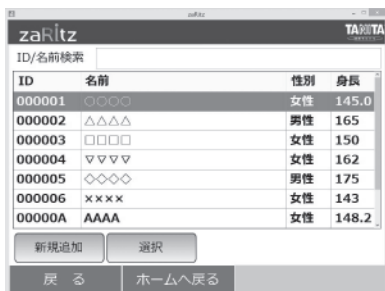 zaRitz
zaRitz
TANITA
ID/名前検索
ID 名前 性別 身長
000001 ○○○○ 女性 145.0
000002 △△△△ 男性 165
000003 □□□□ 女性 150
000004 ▽▽▽▽ 女性 162
000005 ◇◇◇◇ 男性 175
000006 ×××× 女性 143
00000A AAAA 女性 148.2
新規追加 選択
戻 る ホームへ戻る